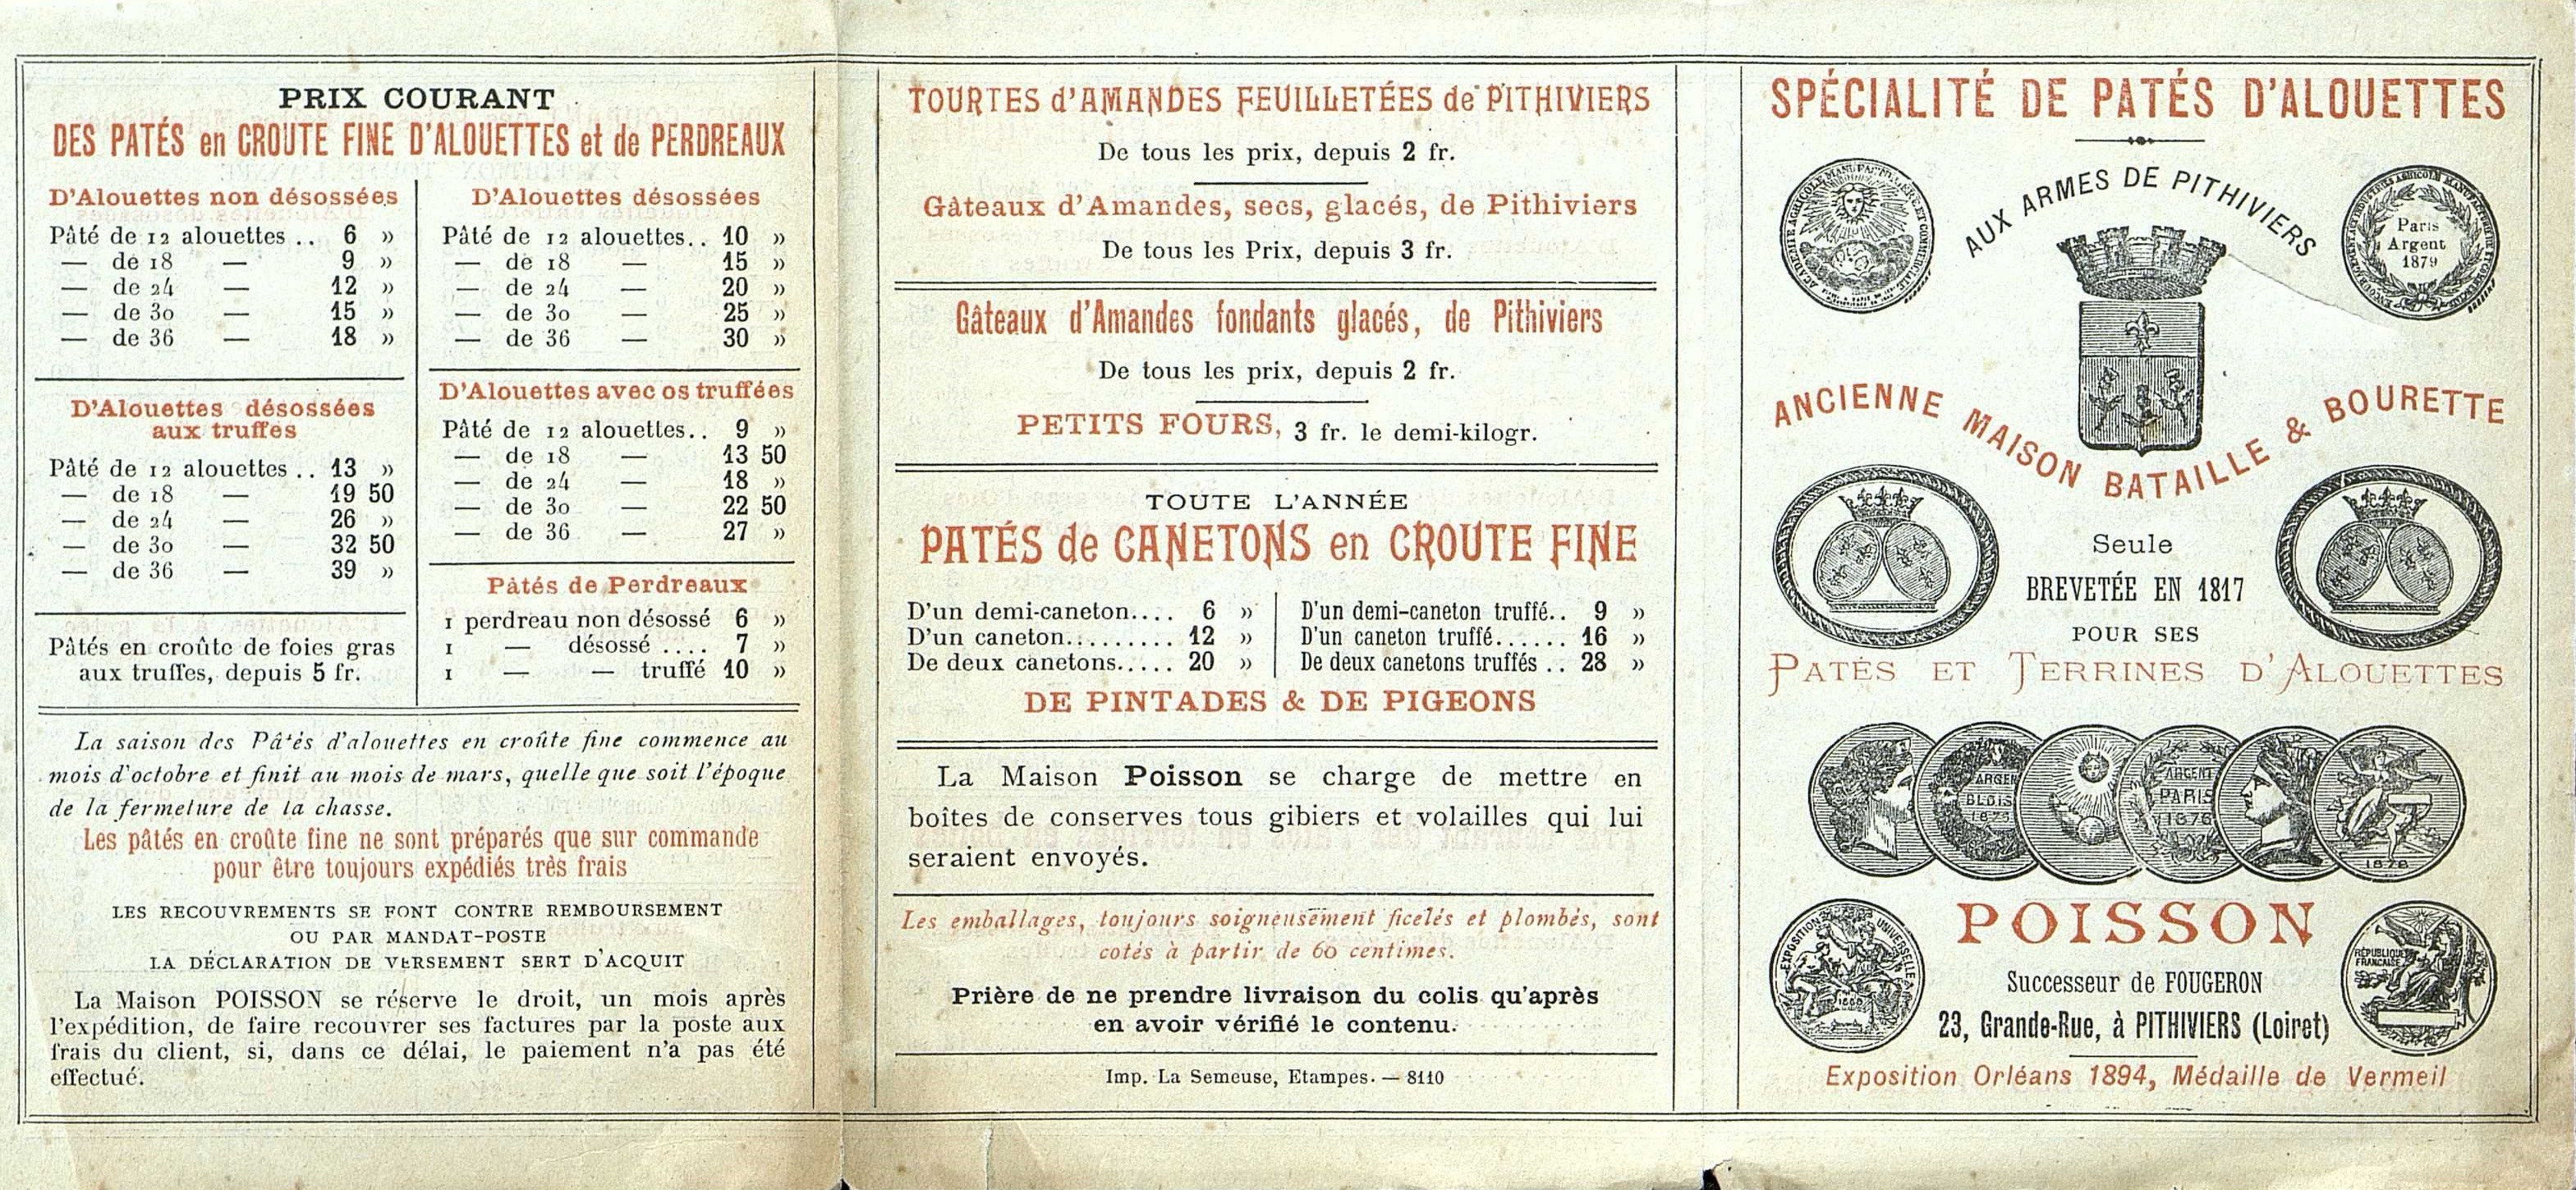 PRIX COURANT
DES PATÉS en CROUTE FINE D'ALOUETTES et de PERDREAUX
D'Alouettes non désossées
Pâté de 12 alouettes .. 6 »
— de 18 — 9 »
— de 24 — 12 »
— de 30 — 15 »
— de 36 — 18 »
D'Alouettes désossées
aux truffes
Pâté de 12 alouettes .. 13 »
— de 18 — 19 50
— de 24 — 26 »
— de 30 — 32 50
— de 36 — 39 »
Pâtés en croûte de foies gras
aux truffes, depuis 5 fr.
D'Alouettes désossées
Pâté de 12 alouettes.. 10 »
— de 18 — 15 »
— de 24 — 20 »
— de 30 — 25 »
— de 36 — 30 »
D'Alouettes avec os truffées
Pâté de 12 alouettes.. 9 »
— de 18 — 13 50
— de 24 — 18 »
— de 30 — 22 50
— de 36 — 27 »
Pâtés de Perdreaux
1 perdreau non désossé 6 »
1 — désossé .... 7 »
1 — — truffé 10 »
La saison des Pâtés d'alouettes en croûte fine commence au
mois d'octobre et finit au mois de mars, quelle que soit l'époque
de la fermeture de la chasse.
Les pâtés en croûte fine ne sont préparés que sur commande
pour être toujours expédiés très frais
LES RECOUVREMENTS SE FONT CONTRE REMBOURSEMENT
OU PAR MANDAT-POSTE
LA DÉCLARATION DE VERSEMENT SERT D'ACQUIT
La Maison POISSON se réserve le droit, un mois après
l'expédition, de faire recouvrer ses factures par la poste aux
frais du client, si, dans ce délai, le paiement n'a pas été
effectué.
TOURTES d'AMANDES FEUILLETÉES de PITHIVIERS
De tous les prix, depuis 2 fr.
Gâteaux d'Amandes, secs, glacés, de Pithiviers
De tous les Prix, depuis 3 fr.
Gâteaux d'Amandes fondants glacés, de Pithiviers
De tous les prix, depuis 2 fr.
PETITS FOURS, 3 fr. le demi-kilogr.
TOUTE L'ANNÉE
PATÉS de CANETONS en CROUTE FINE
D'un demi-caneton.... 6 »
D'un caneton.......... 12 »
De deux canetons..... 20 »
D'un demi-caneton truffé.. 9 »
D'un caneton truffé...... 16 »
De deux canetons truffés .. 28 »
DE PINTADES & DE PIGEONS
La Maison Poisson se charge de mettre en
boîtes de conserves tous gibiers et volailles qui lui
seraient envoyés.
Les emballages, toujours soigneusement ficelés et plombés, sont
cotés à partir de 60 centimes.
Prière de ne prendre livraison du colis qu'après
en avoir vérifié le contenu.
Imp. La Semeuse, Etampes. — 8110
SPÉCIALITÉ DE PATÉS D'ALOUETTES
AUX ARMES DE PITHIVIERS
Paris
Argent
1879
ANCIENNE MAISON BATAILLE & BOURETTE
Seule
BREVETÉE EN 1817
POUR SES
PATÉS ET TERRINES D'ALOUETTES
ARGENT
BLOIS
1875
ARGENT
PARIS
1876
1878
POISSON
EXPOSITION UNIVERSELLE
1889
RÉPUBLIQUE
FRANÇAISE
Successeur de FOUGERON
23, Grande-Rue, à PITHIVIERS (Loiret)
Exposition Orléans 1894, Médaille de Vermeil